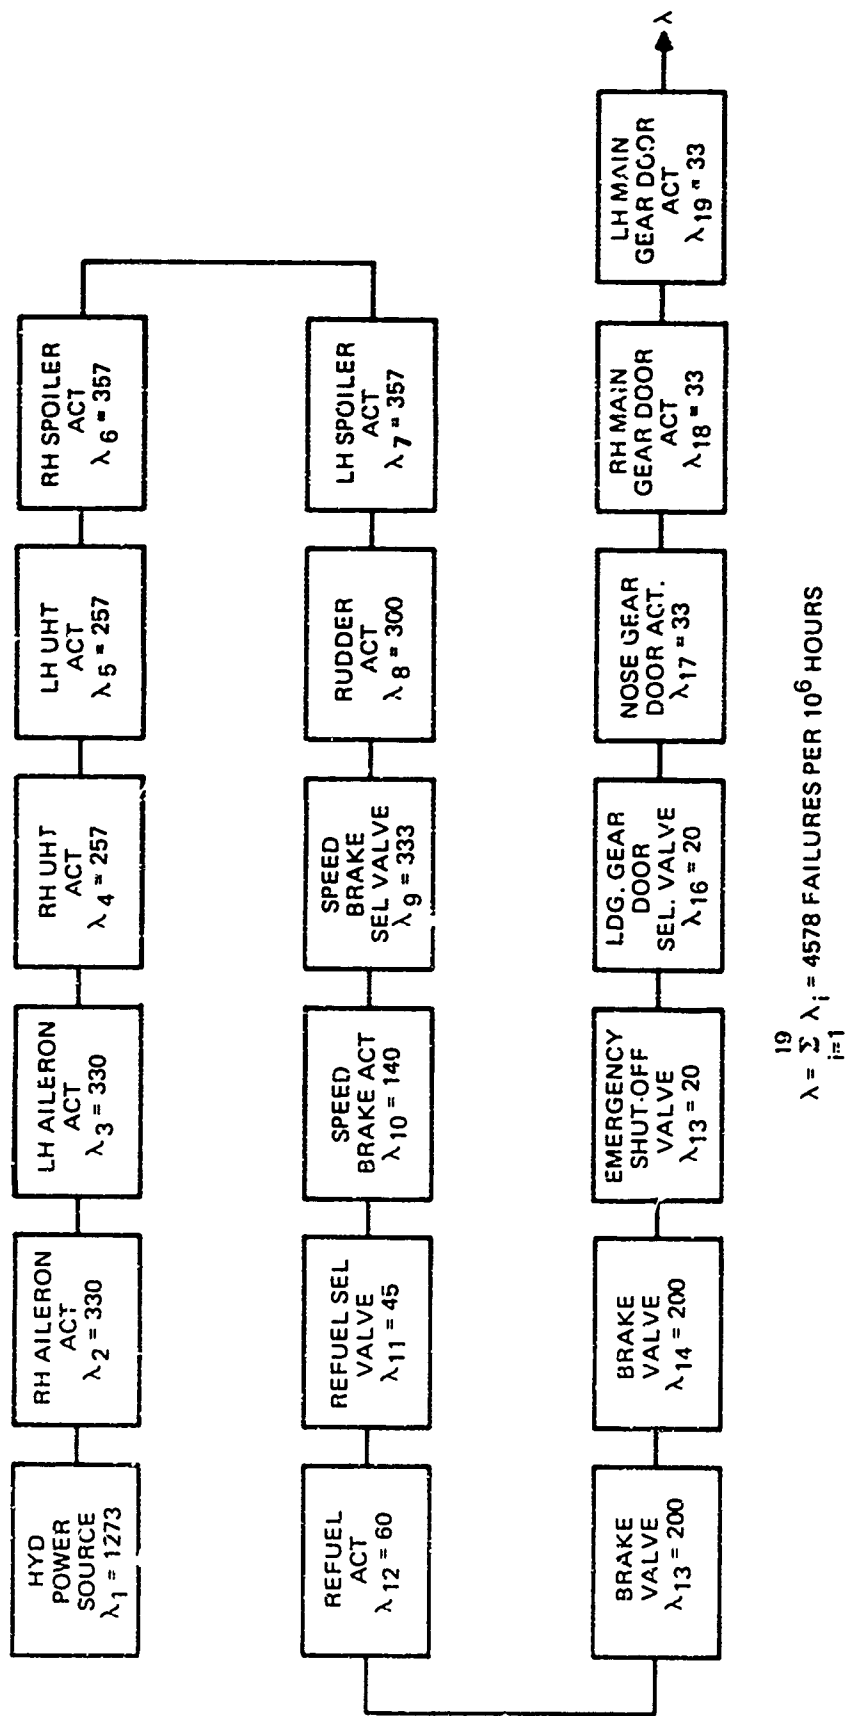 HYD
POWER
SOURCE
λ1 = 1273
RH AILERON
ACT
λ2 = 330
LH AILERON
ACT
λ3 = 330
RH UHT
ACT
λ4 = 257
LH UHT
ACT
λ5 = 257
RH SPOILER
ACT
λ6 = 357
LH SPOILER
ACT
λ7 = 357
RUDDER
ACT
λ8 = 300
SPEED
BRAKE
SEL VALVE
λ9 = 333
SPEED
BRAKE ACT
λ10 = 140
REFUEL SEL
VALVE
λ11 = 45
REFUEL
ACT
λ12 = 60
BRAKE
VALVE
λ13 = 200
BRAKE
VALVE
λ14 = 200
EMERGENCY
SHUT-OFF
VALVE
λ13 = 20
LDG. GEAR
DOOR
SEL. VALVE
λ16 = 20
NOSE GEAR
DOOR ACT.
λ17 = 33
RH MAIN
GEAR DOOR
ACT
λ18 = 33
LH MAIN
GEAR DOOR
ACT
λ19 = 33
λ
19
λ = Σ λi = 4578 FAILURES PER 10^6 HOURS
i=1